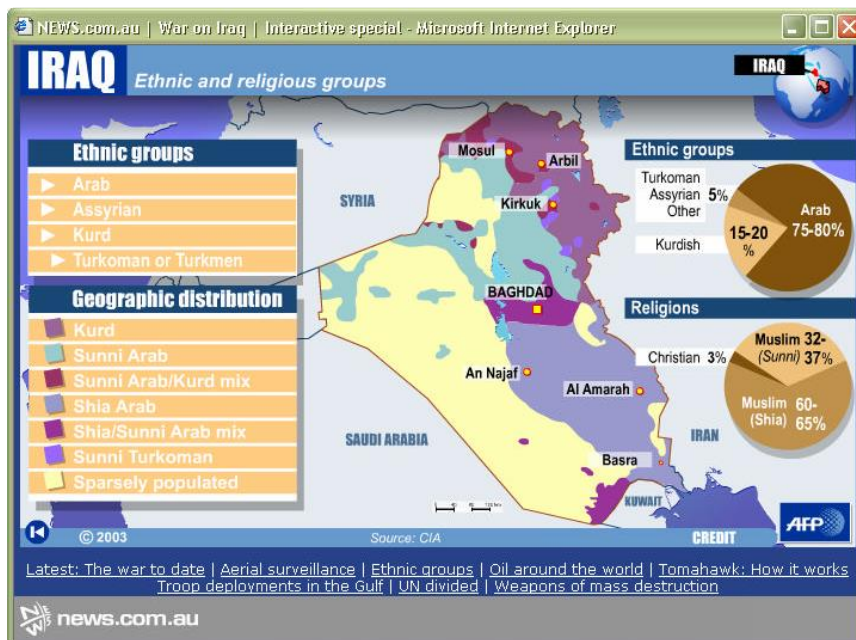 NEWS.com.au | War on Iraq | Interactive special - Microsoft Internet Explorer
IRAQ
Ethnic and religious groups
IRAQ
Ethnic groups
Arab
Assyrian
Kurd
Turkoman or Turkmen
Geographic distribution
Kurd
Sunni Arab
Sunni Arab/Kurd mix
Shia Arab
Shia/Sunni Arab mix
Sunni Turkoman
Sparsely populated
SYRIA
Mosul
Arbil
Kirkuk
BAGHDAD
An Najaf
Al Amarah
SAUDI ARABIA
IRAN
Basra
KUWAIT
Ethnic groups
Turkoman
Assyrian 5%
Other
Kurdish
15-20
%
Arab
75-80%
Religions
Christian 3%
Muslim 32-
(Sunni) 37%
Muslim 60-
(Shia) 65%
© 2003
Source: CIA
CREDIT
AFP
Latest: The war to date | Aerial surveillance | Ethnic groups | Oil around the world | Tomahawk: How it works
Troop deployments in the Gulf | UN divided | Weapons of mass destruction
news.com.au